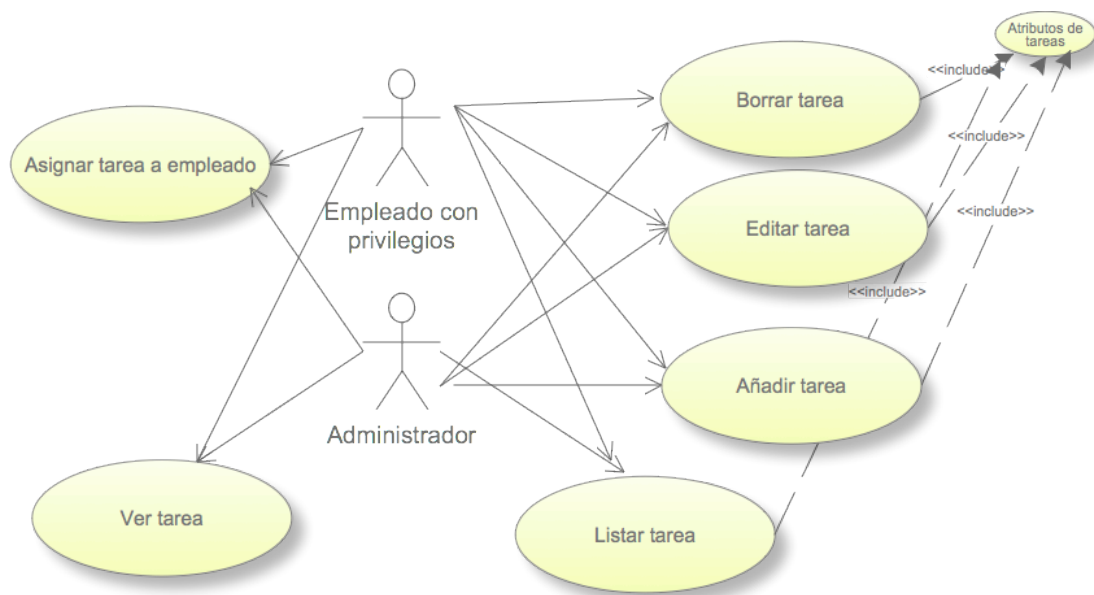 Atributos de
tareas
<<include>>
Borrar tarea
<<include>>
Asignar tarea a empleado
Empleado con
privilegios
<<include>>
Editar tarea
<<include>>
Añadir tarea
Administrador
Ver tarea
Listar tarea